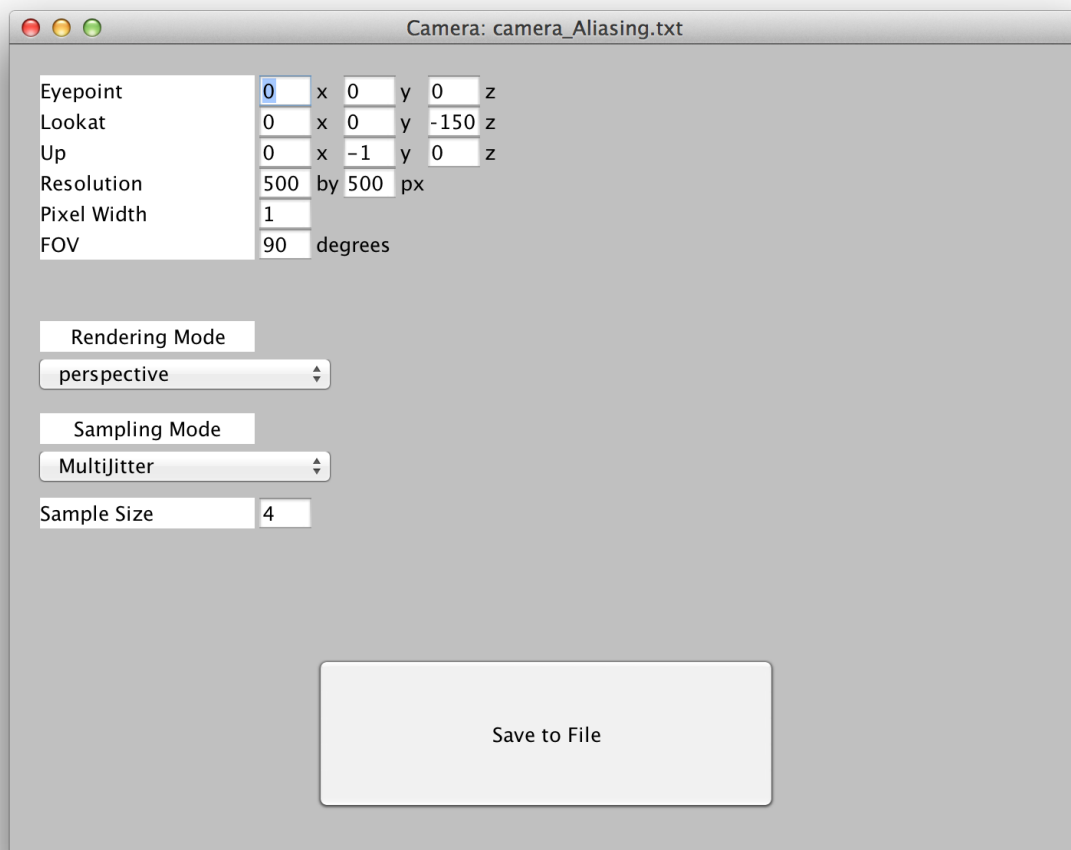 Camera: camera_Aliasing.txt
Eyepoint 0 x 0 y 0 z
Lookat 0 x 0 y -150 z
Up 0 x -1 y 0 z
Resolution 500 by 500 px
Pixel Width 1
FOV 90 degrees
Rendering Mode
perspective
Sampling Mode
MultiJitter
Sample Size 4
Save to File